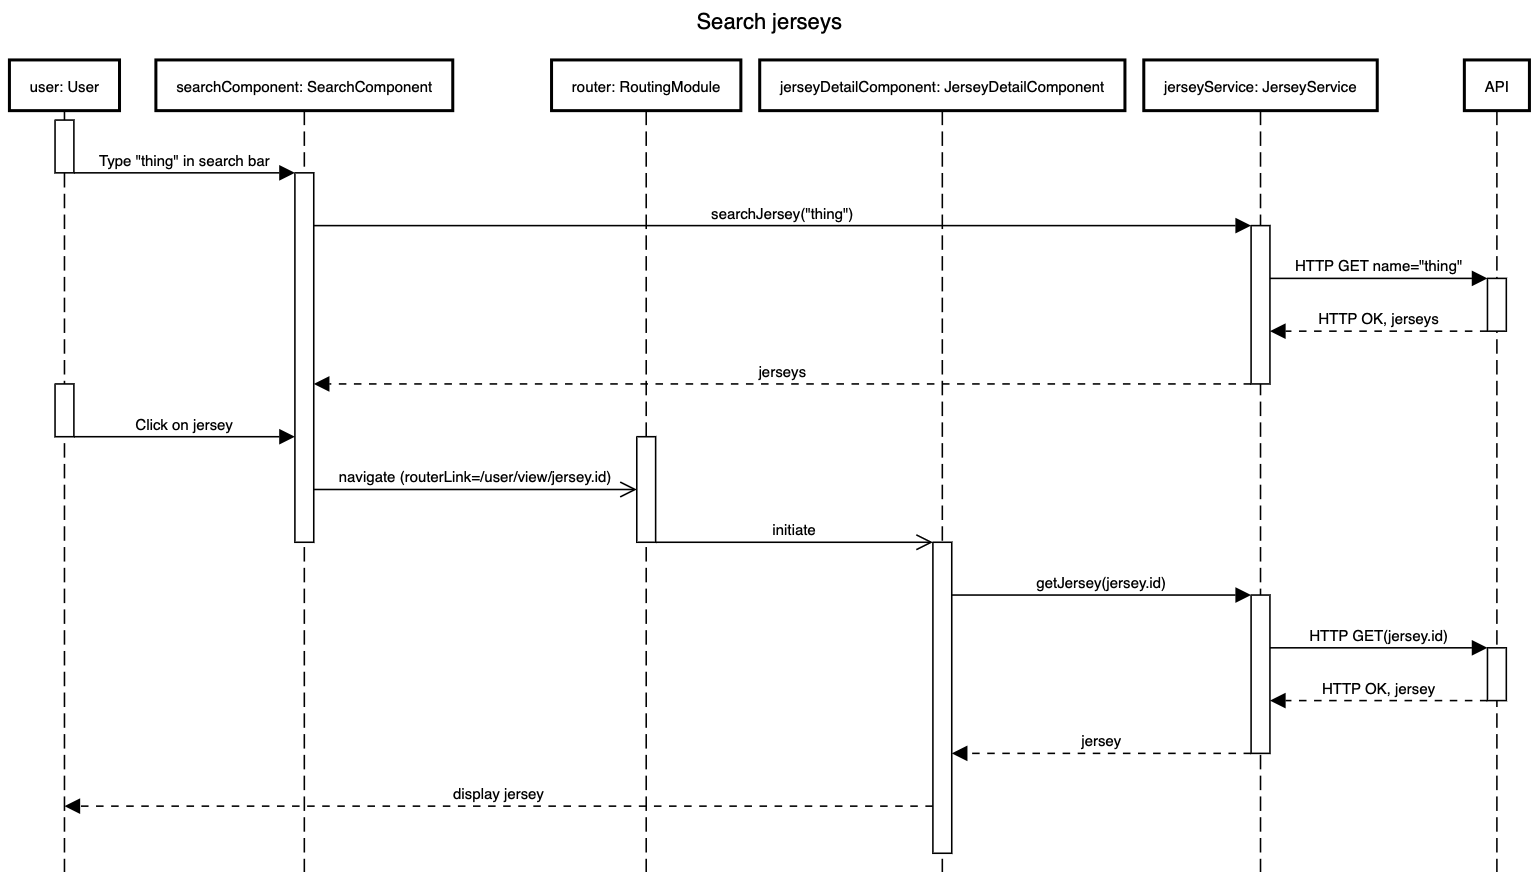 Search jerseys
user: User
searchComponent: SearchComponent
router: RoutingModule
jerseyDetailComponent: JerseyDetailComponent
jerseyService: JerseyService
API
Type "thing" in search bar
searchJersey("thing")
HTTP GET name="thing"
HTTP OK, jerseys
jerseys
Click on jersey
navigate (routerLink=/user/view/jersey.id)
initiate
getJersey(jersey.id)
HTTP GET(jersey.id)
HTTP OK, jersey
jersey
display jersey